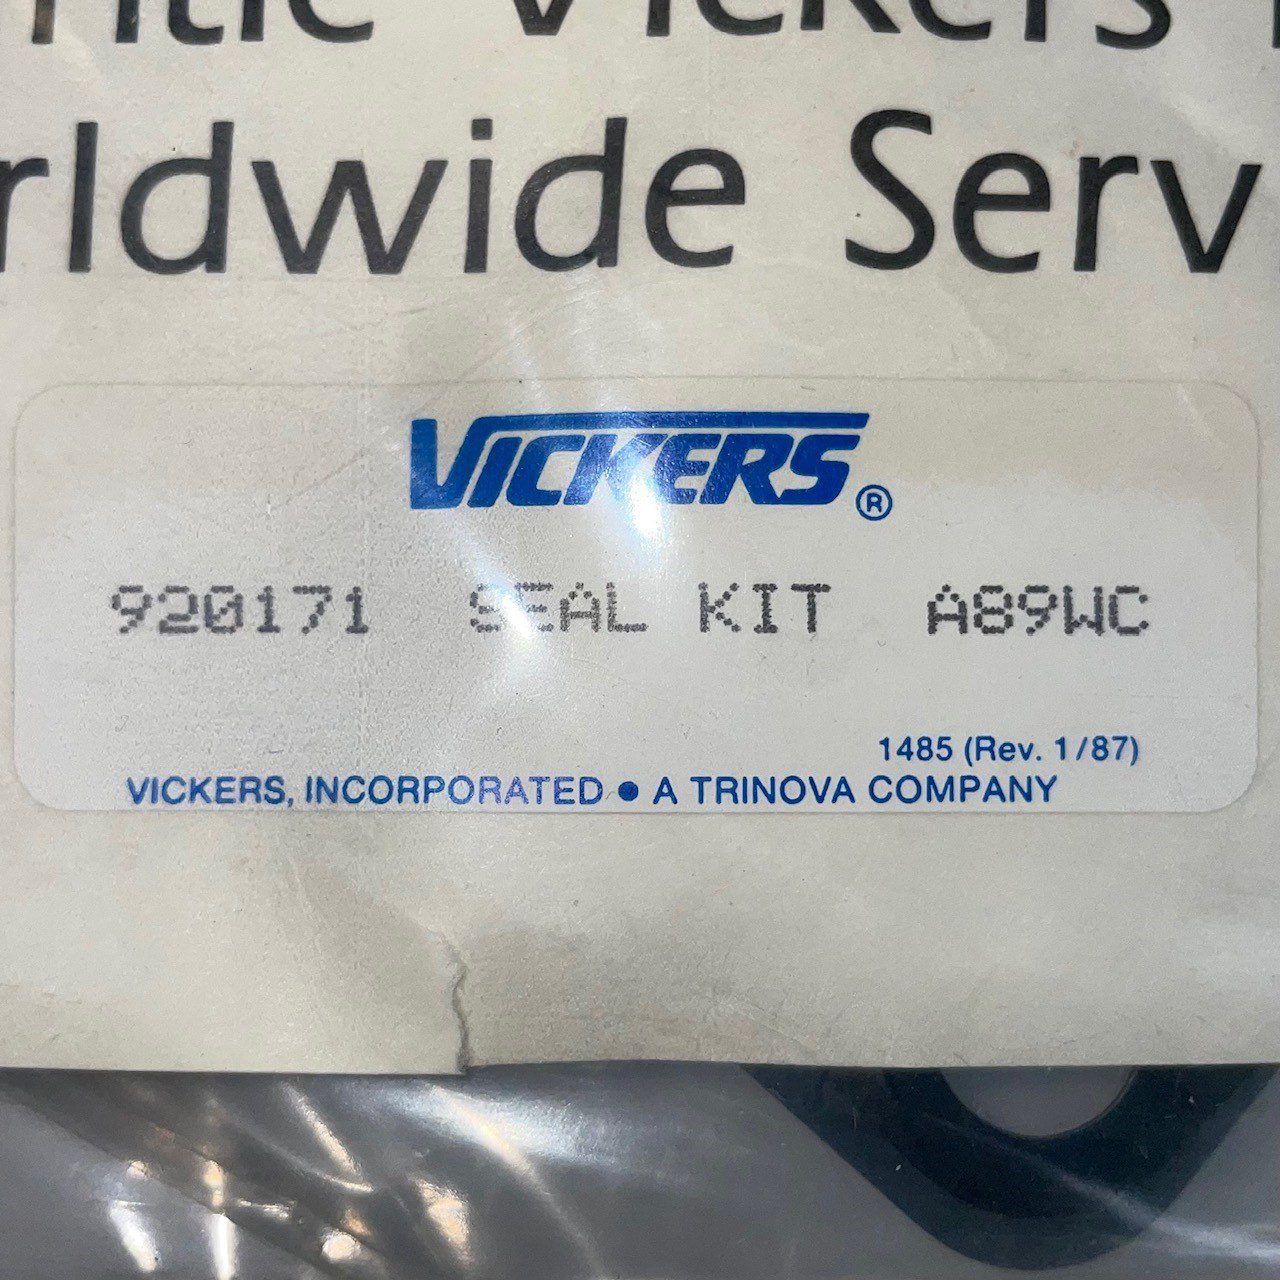 ntic Vickers
rldwide Serv
VICKERS®
920171 SEAL KIT A89WC
1485 (Rev. 1/87)
VICKERS, INCORPORATED • A TRINOVA COMPANY